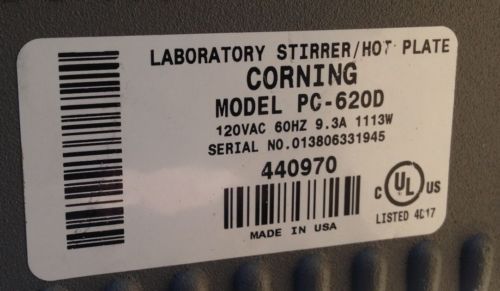 LABORATORY STIRRER/HOT PLATE
CORNING
MODEL PC-620D
120VAC 60HZ 9.3A 1113W
SERIAL NO.013806331945
440970
MADE IN USA
C UL US
LISTED 4C17